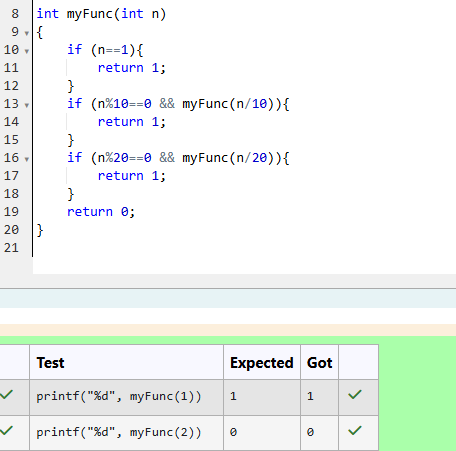 8 int myFunc(int n)
9 {
10 if (n==1){
11 return 1;
12 }
13 if (n%10==0 && myFunc(n/10)){
14 return 1;
15 }
16 if (n%20==0 && myFunc(n/20)){
17 return 1;
18 }
19 return 0;
20 }
21
Test Expected Got
printf("%d", myFunc(1)) 1 1
printf("%d", myFunc(2)) 0 0